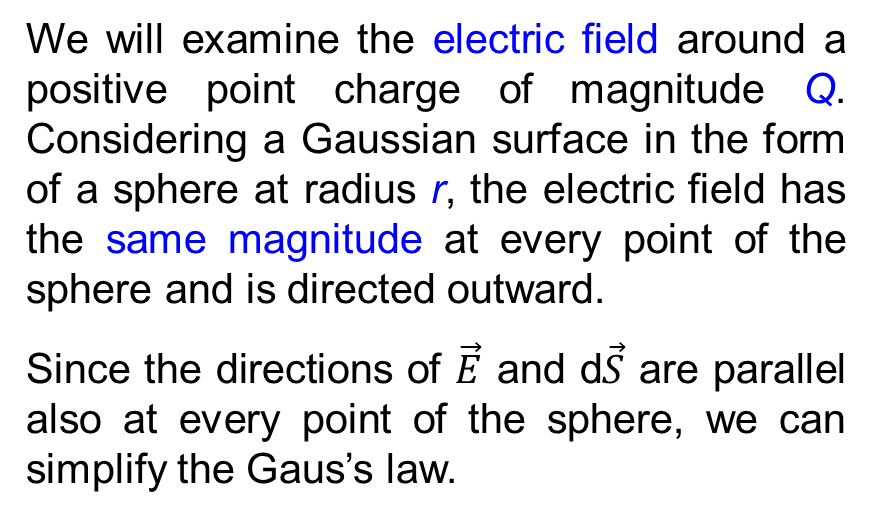 We will examine the electric field around a
positive point charge of magnitude Q.
Considering a Gaussian surface in the form
of a sphere at radius r, the electric field has
the same magnitude at every point of the
sphere and is directed outward.
Since the directions of E⃗ and dS⃗ are parallel
also at every point of the sphere, we can
simplify the Gaus’s law.